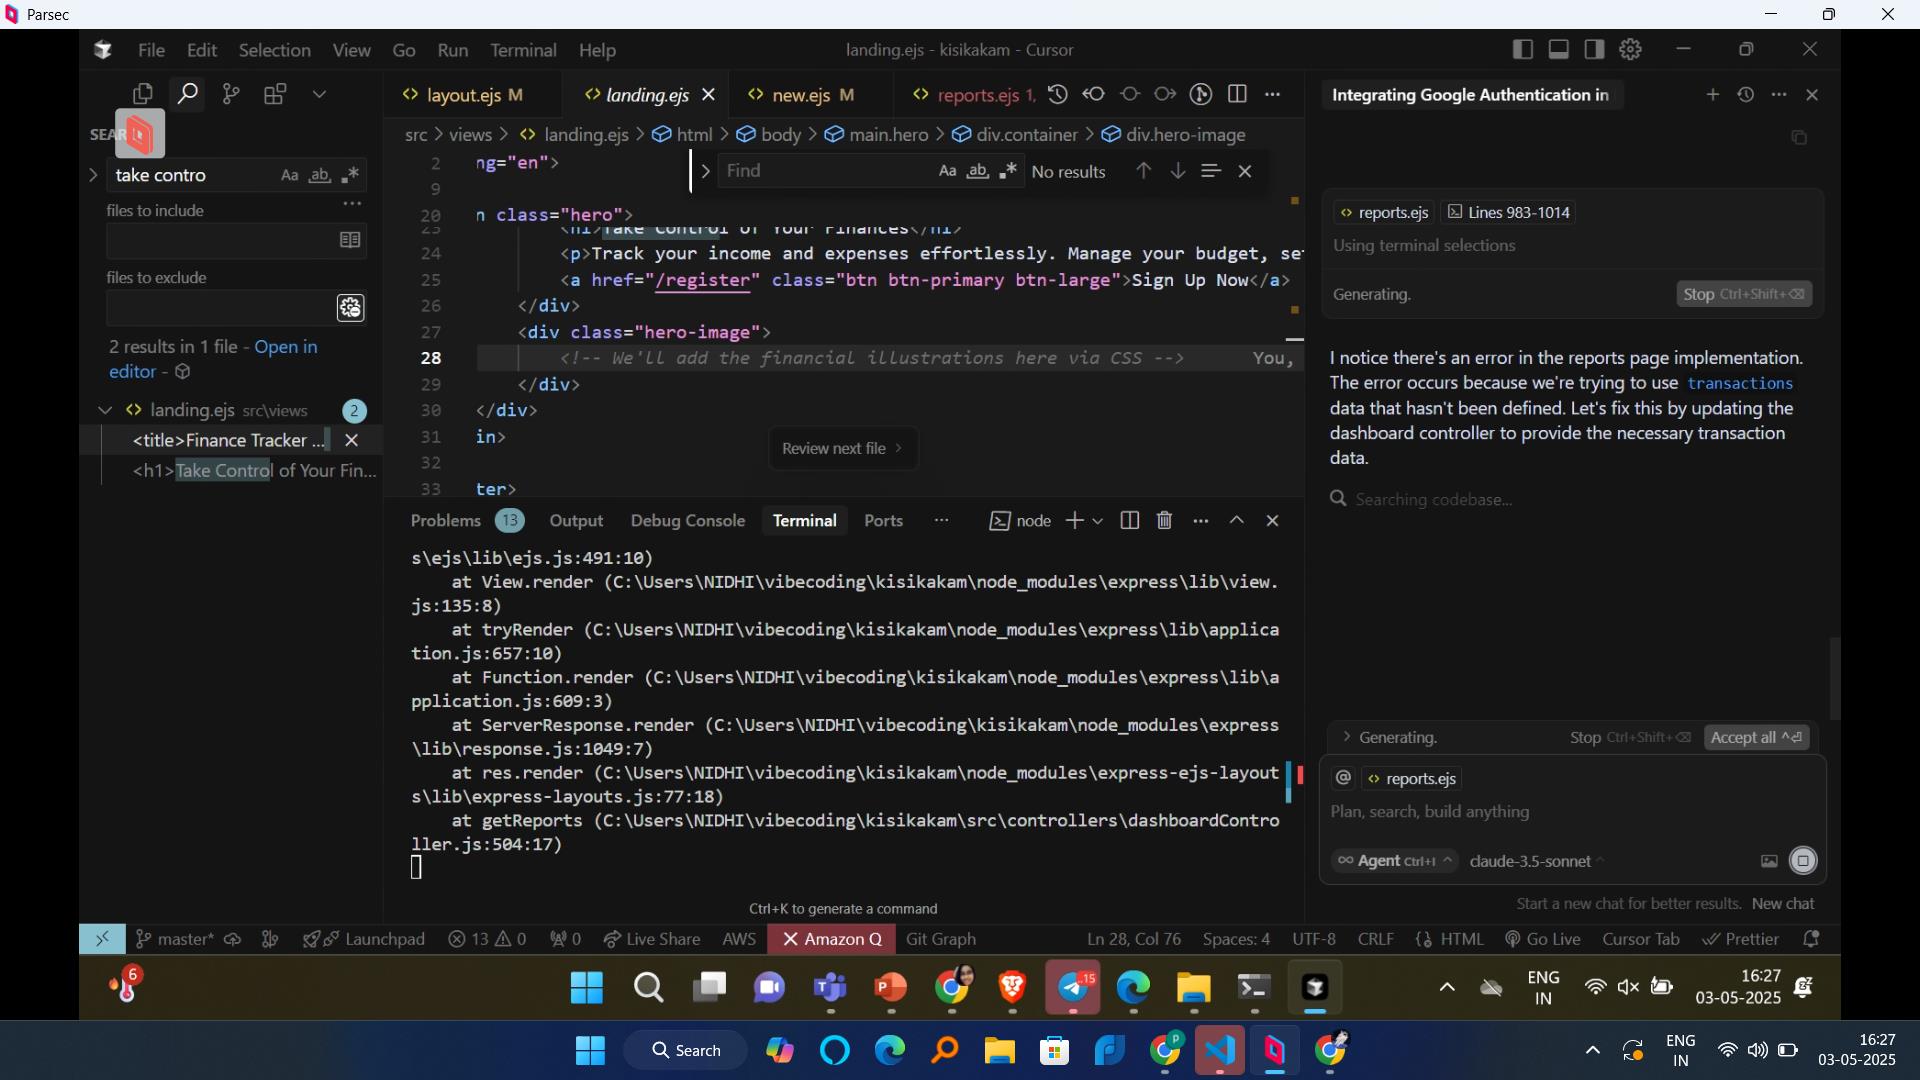 Parsec
File Edit Selection View Go Run Terminal Help
landing.ejs - kisikakam - Cursor
layout.ejs M
landing.ejs
new.ejs M
reports.ejs 1,
SEAR
take contro
Aa ab
files to include
files to exclude
2 results in 1 file - Open in
editor -
landing.ejs src\views 2
<title>Finance Tracker ...
<h1>Take Control of Your Fin...
src > views > landing.ejs > html > body > main.hero > div.container > div.hero-image
Find Aa ab No results
2 ng="en">
9
20 n class="hero">
23 <h1>Take Control of Your Finances</h1>
24 <p>Track your income and expenses effortlessly. Manage your budget, se
25 <a href="/register" class="btn btn-primary btn-large">Sign Up Now</a>
26 </div>
27 <div class="hero-image">
28 <!-- We'll add the financial illustrations here via CSS --> You,
29 </div>
30 </div>
31 in>
32
33 ter>
Review next file >
Problems 13 Output Debug Console Terminal Ports ... node
s\ejs\lib\ejs.js:491:10)
at View.render (C:\Users\NIDHI\vibecoding\kisikakam\node_modules\express\lib\view.
js:135:8)
at tryRender (C:\Users\NIDHI\vibecoding\kisikakam\node_modules\express\lib\applica
tion.js:657:10)
at Function.render (C:\Users\NIDHI\vibecoding\kisikakam\node_modules\express\lib\a
pplication.js:609:3)
at ServerResponse.render (C:\Users\NIDHI\vibecoding\kisikakam\node_modules\express
\lib\response.js:1049:7)
at res.render (C:\Users\NIDHI\vibecoding\kisikakam\node_modules\express-ejs-layout
s\lib\express-layouts.js:77:18)
at getReports (C:\Users\NIDHI\vibecoding\kisikakam\src\controllers\dashboardContro
ller.js:504:17)
Ctrl+K to generate a command
Integrating Google Authentication in
reports.ejs Lines 983-1014
Using terminal selections
Generating. Stop Ctrl+Shift+⌫
I notice there's an error in the reports page implementation.
The error occurs because we're trying to use transactions
data that hasn't been defined. Let's fix this by updating the
dashboard controller to provide the necessary transaction
data.
Searching codebase...
> Generating. Stop Ctrl+Shift+⌫ Accept all ^⏎
@ reports.ejs
Plan, search, build anything
∞ Agent Ctrl+I ^ claude-3.5-sonnet ^
Start a new chat for better results. New chat
master* Launchpad 13 0 0 Live Share AWS Amazon Q Git Graph Ln 28, Col 76 Spaces: 4 UTF-8 CRLF HTML Go Live Cursor Tab Prettier
6
15
ENG
IN
16:27
03-05-2025
Search
P
ENG
IN
16:27
03-05-2025